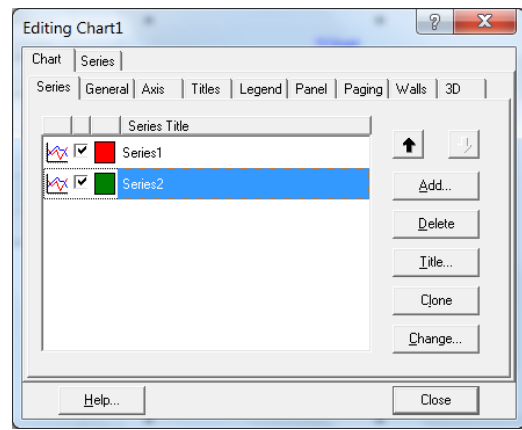 Editing Chart1
?
X
Chart Series
Series General Axis Titles Legend Panel Paging Walls 3D
Series Title
Series1
Series2
Add...
Delete
Title...
Clone
Change...
Help... Close